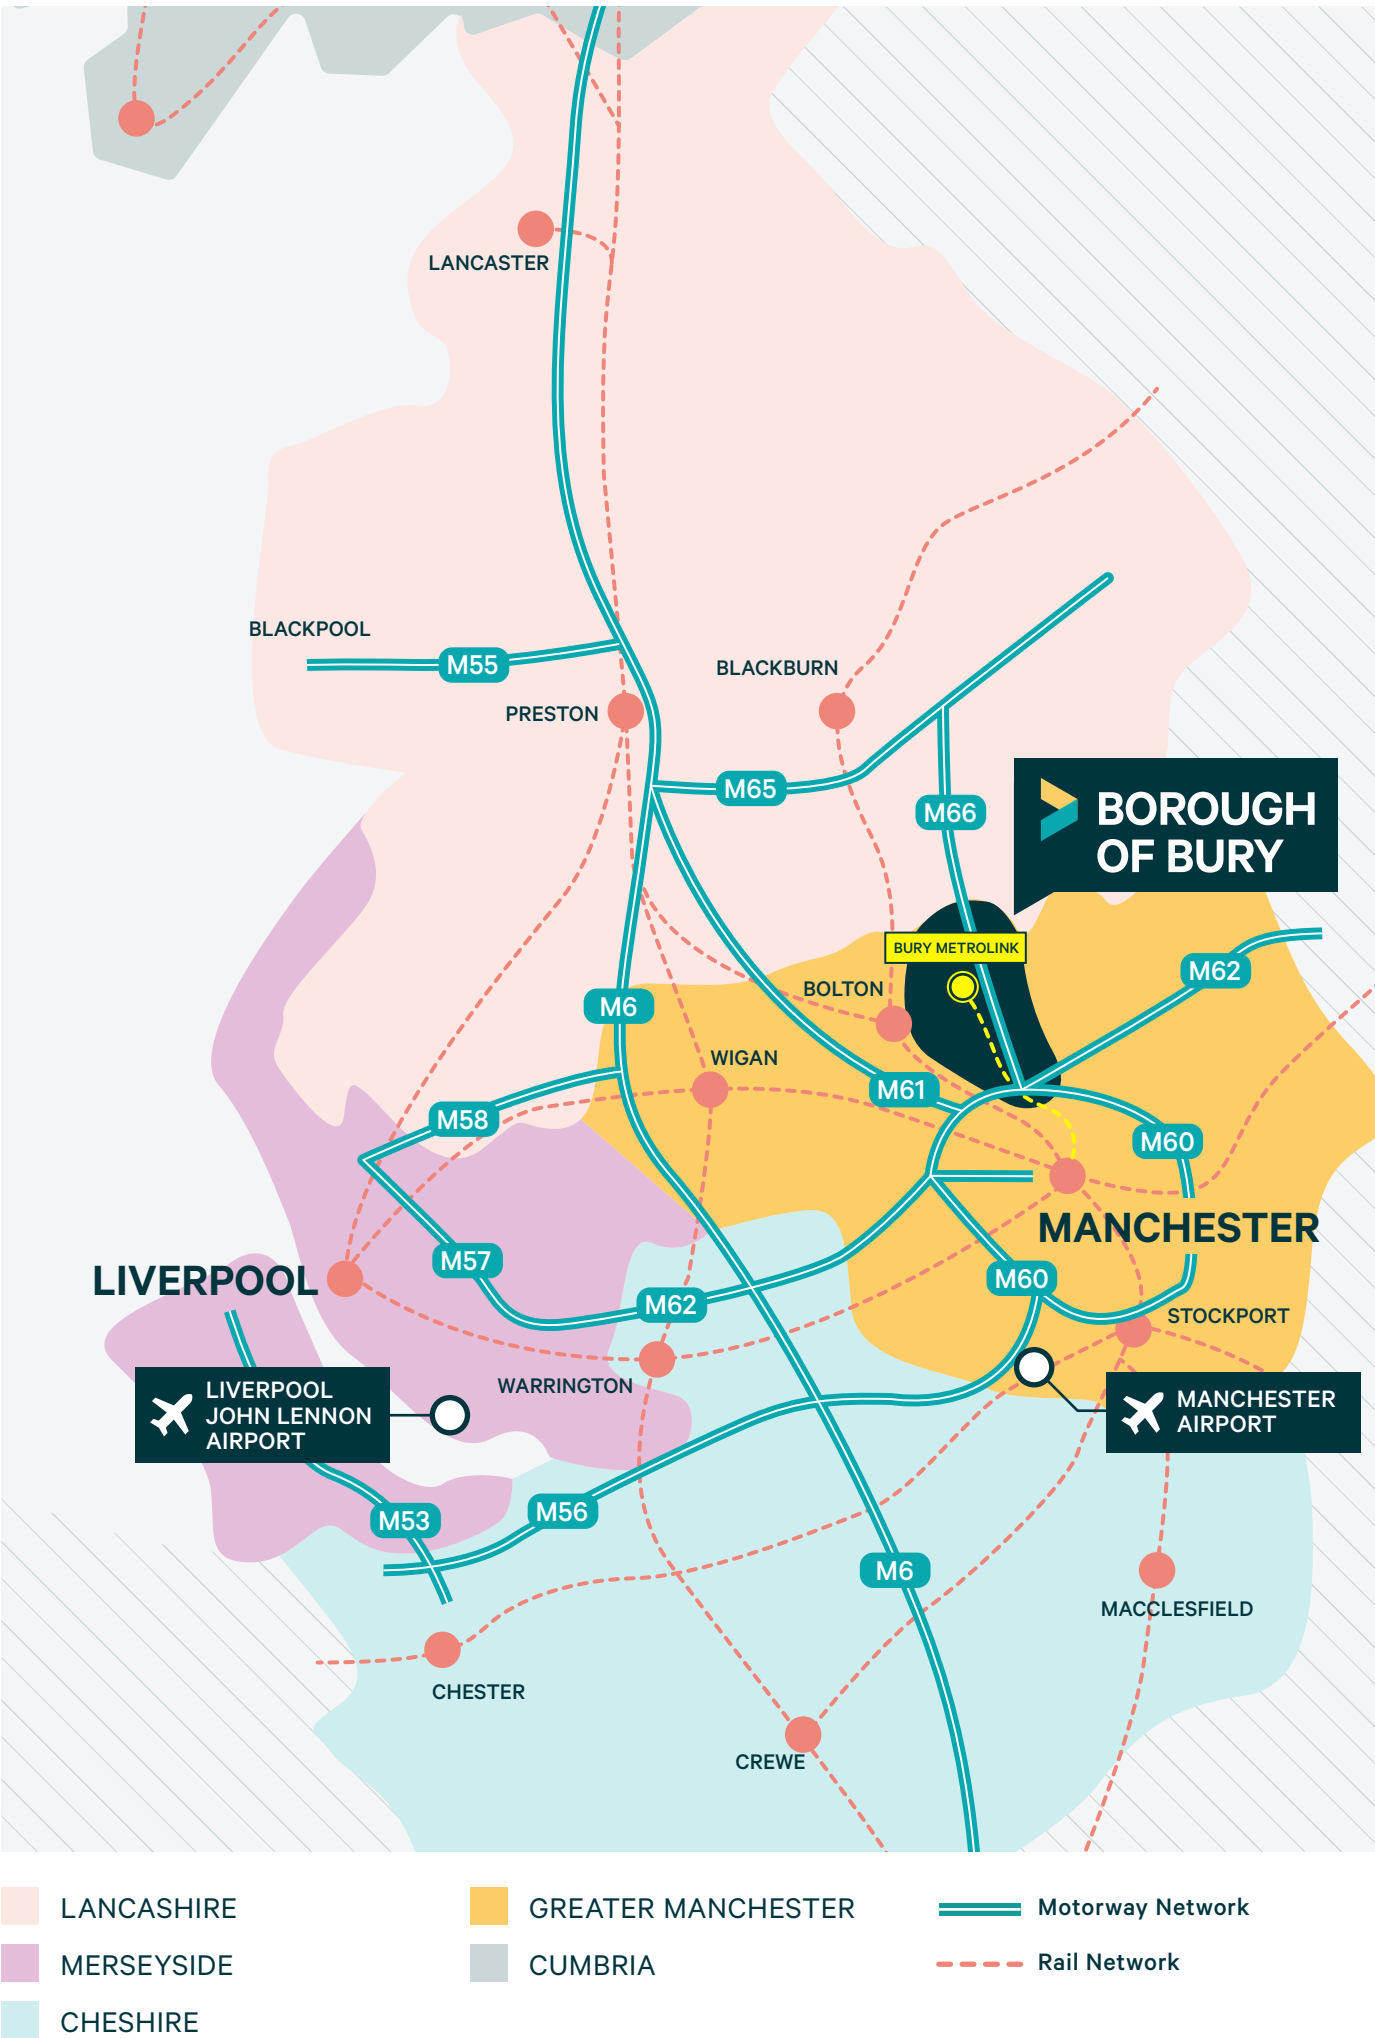 LANCASTER
BLACKPOOL
M55
BLACKBURN
PRESTON
M65
M66
BOROUGH
OF BURY
BURY METROLINK
M62
BOLTON
M6
WIGAN
M61
M58
M60
MANCHESTER
M57
LIVERPOOL
M60
M62
STOCKPORT
WARRINGTON
LIVERPOOL
JOHN LENNON
AIRPORT
MANCHESTER
AIRPORT
M56
M53
M6
MACCLESFIELD
CHESTER
CREWE
LANCASHIRE
MERSEYSIDE
CHESHIRE
GREATER MANCHESTER
CUMBRIA
Motorway Network
Rail Network